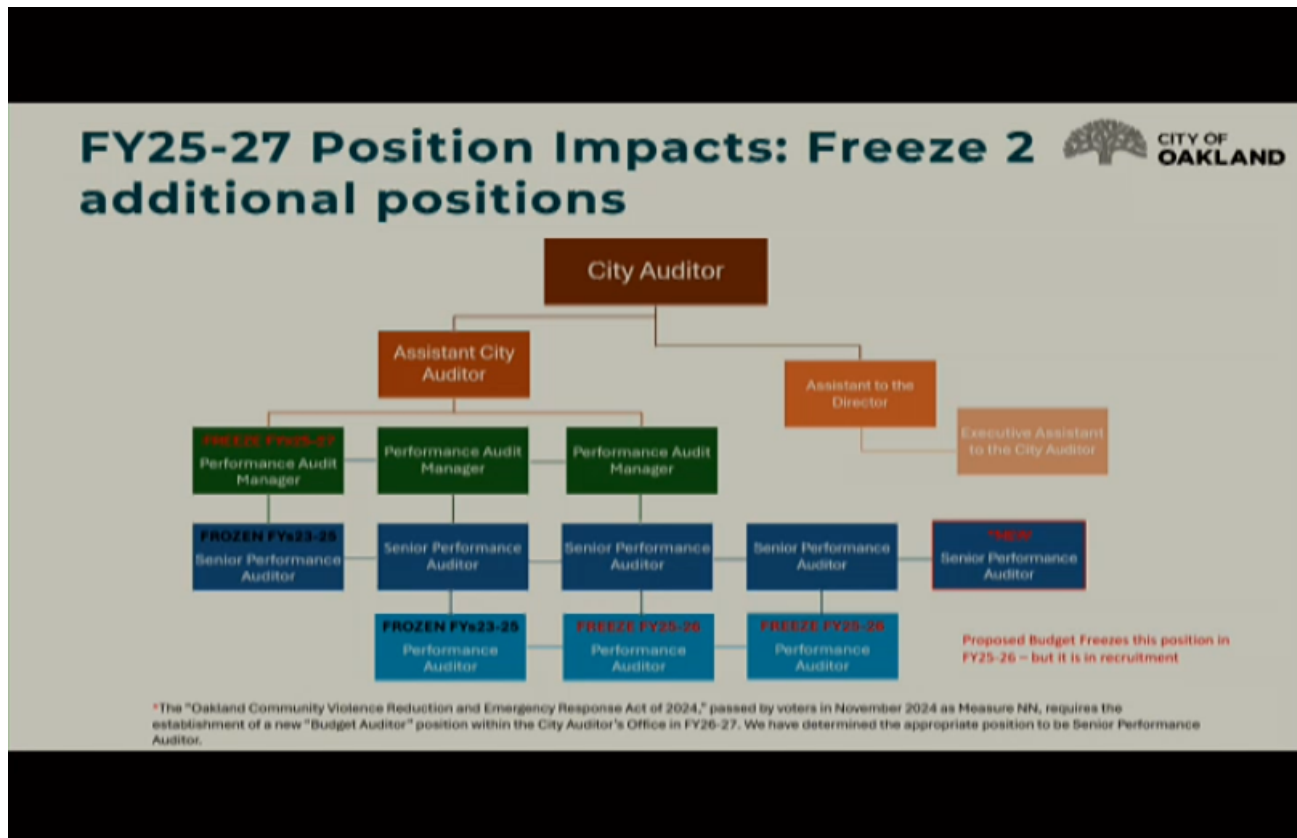 FY25-27 Position Impacts: Freeze 2
additional positions
CITY OF
OAKLAND
City Auditor
Assistant City
Auditor
Assistant to the
Director
Executive Assistant
to the City Auditor
FREEZE FYs25-27
Performance Audit
Manager
Performance Audit
Manager
Performance Audit
Manager
FROZEN FYs23-25
Senior Performance
Auditor
Senior Performance
Auditor
Senior Performance
Auditor
Senior Performance
Auditor
*NEW
Senior Performance
Auditor
FROZEN FYs23-25
Performance
Auditor
FREEZE FY25-26
Performance
Auditor
FREEZE FY25-26
Performance
Auditor
Proposed Budget Freezes this position in
FY25-26 – but it is in recruitment
*The "Oakland Community Violence Reduction and Emergency Response Act of 2024," passed by voters in November 2024 as Measure NN, requires the
establishment of a new "Budget Auditor" position within the City Auditor's Office in FY26-27. We have determined the appropriate position to be Senior Performance
Auditor.